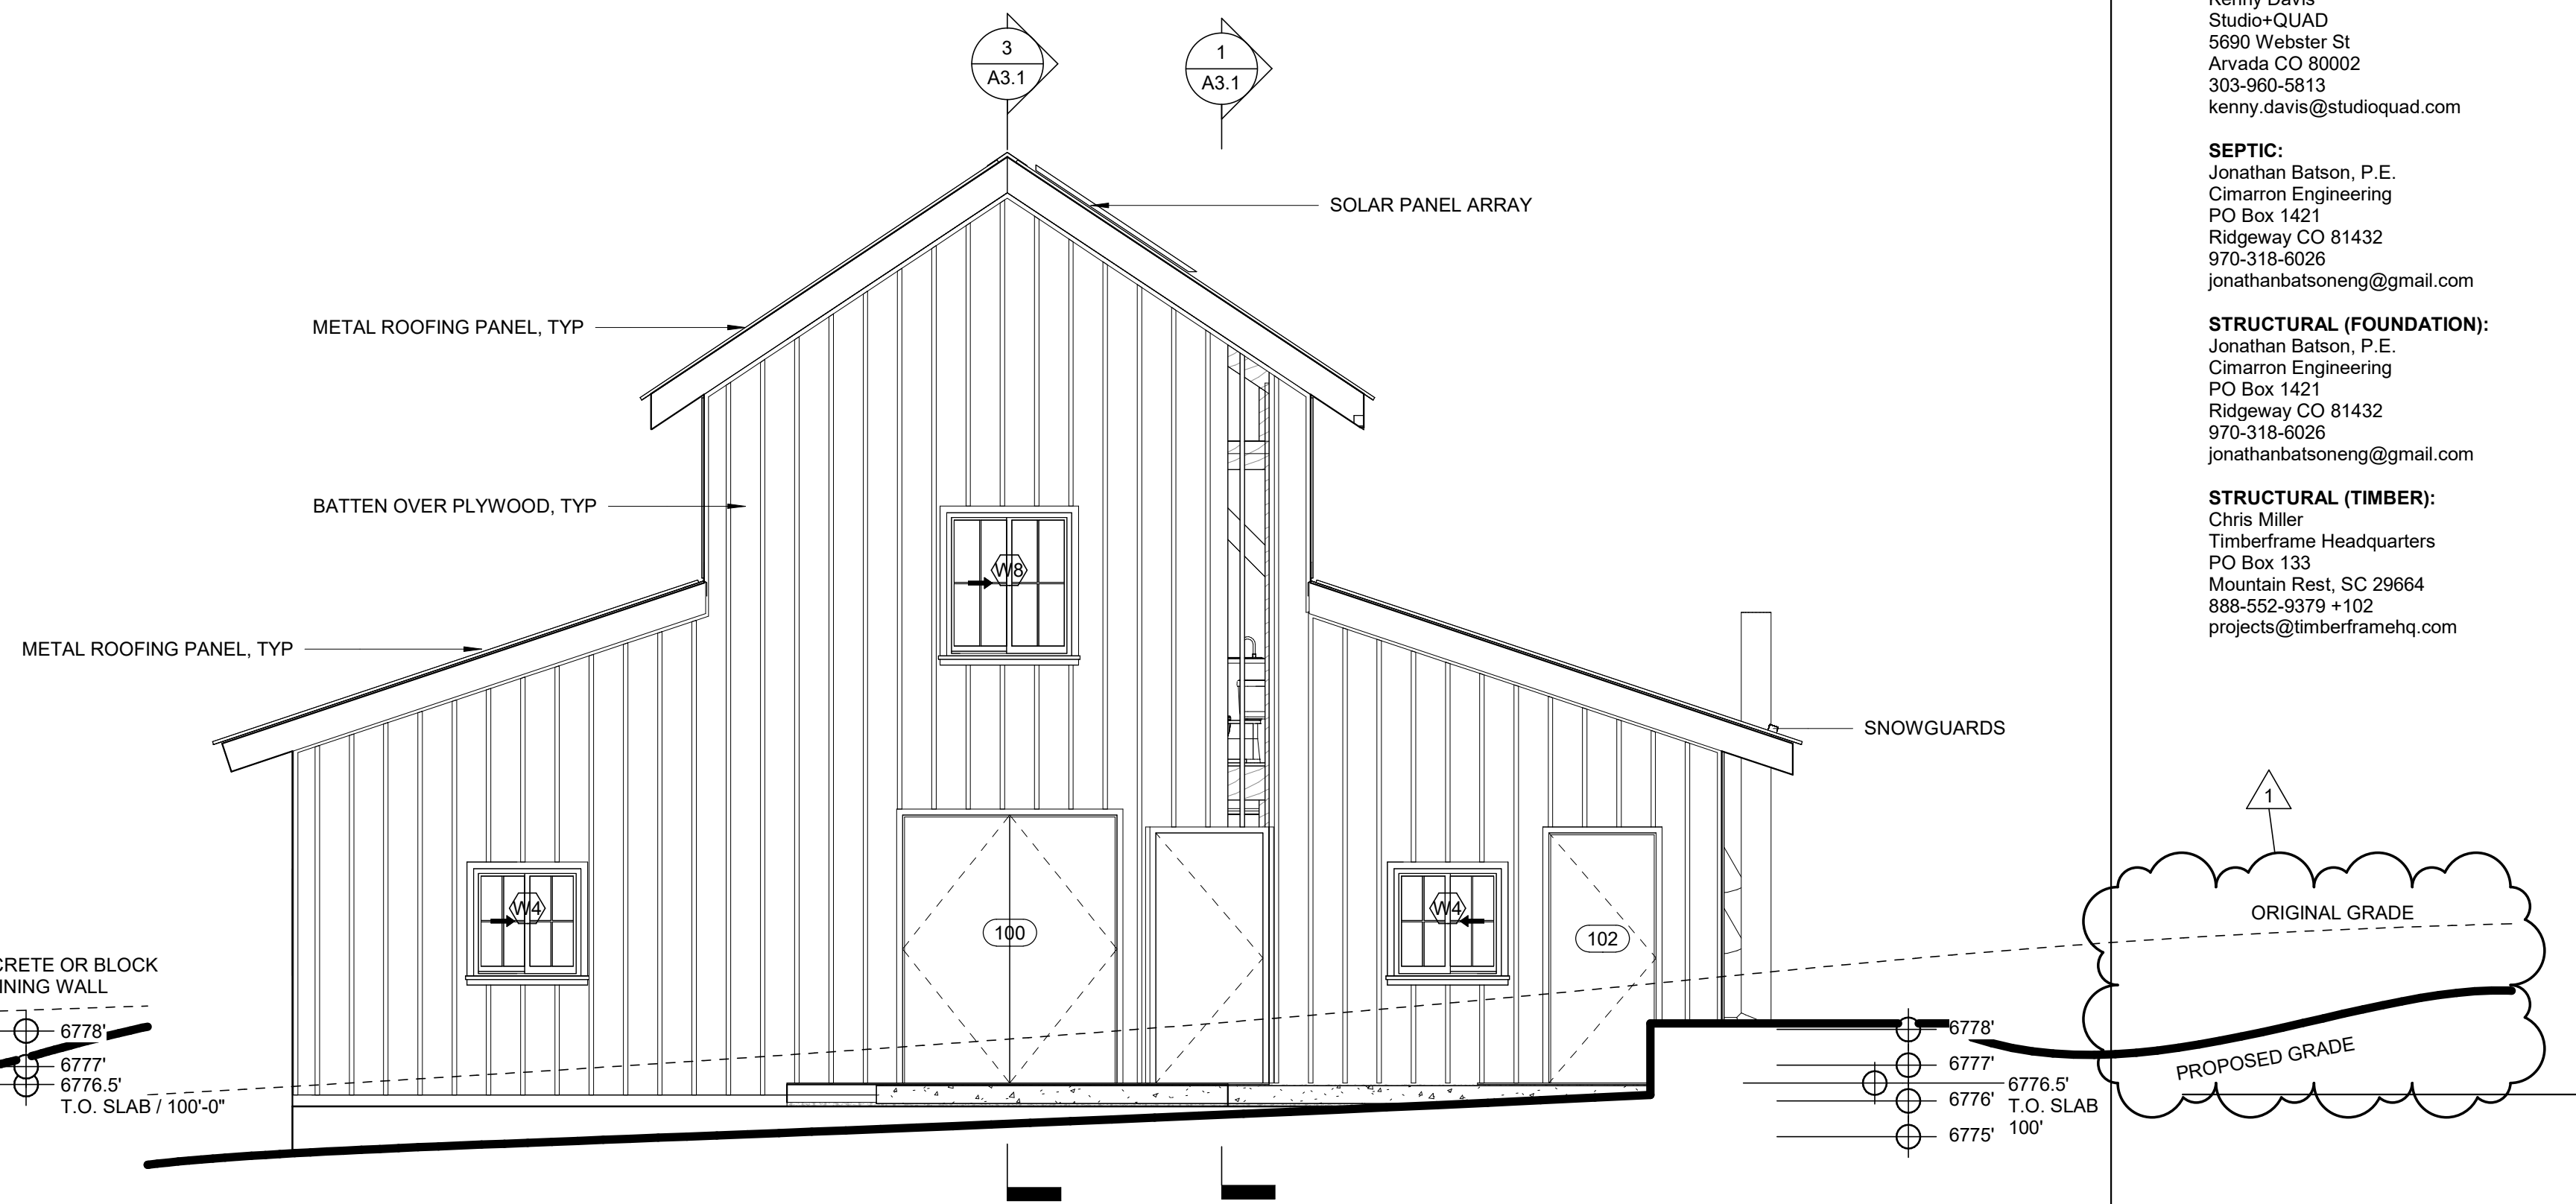 3
A3.1
1
A3.1
SOLAR PANEL ARRAY
METAL ROOFING PANEL, TYP
BATTEN OVER PLYWOOD, TYP
METAL ROOFING PANEL, TYP
SNOWGUARDS
W8
W4
100
W4
102
CRETE OR BLOCK
NING WALL
6778'
6777'
6776.5'
T.O. SLAB / 100'-0"
6778'
6777'
6776.5'
T.O. SLAB
100'
6776'
6775'
1
ORIGINAL GRADE
PROPOSED GRADE
Kenny Davis
Studio+QUAD
5690 Webster St
Arvada CO 80002
303-960-5813
kenny.davis@studioquad.com
SEPTIC:
Jonathan Batson, P.E.
Cimarron Engineering
PO Box 1421
Ridgeway CO 81432
970-318-6026
jonathanbatsoneng@gmail.com
STRUCTURAL (FOUNDATION):
Jonathan Batson, P.E.
Cimarron Engineering
PO Box 1421
Ridgeway CO 81432
970-318-6026
jonathanbatsoneng@gmail.com
STRUCTURAL (TIMBER):
Chris Miller
Timberframe Headquarters
PO Box 133
Mountain Rest, SC 29664
888-552-9379 +102
projects@timberframehq.com